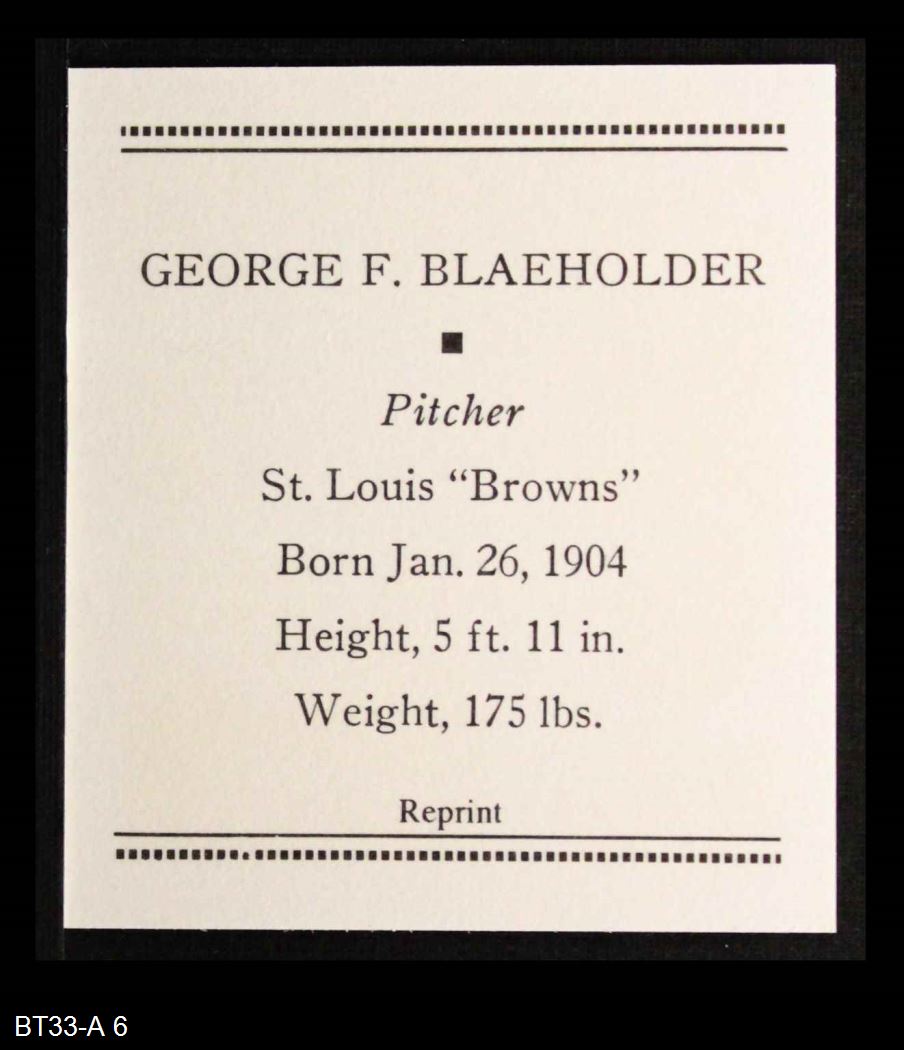 GEORGE F. BLAEHOLDER
Pitcher
St. Louis “Browns”
Born Jan. 26, 1904
Height, 5 ft. 11 in.
Weight, 175 lbs.
Reprint
BT33-A 6